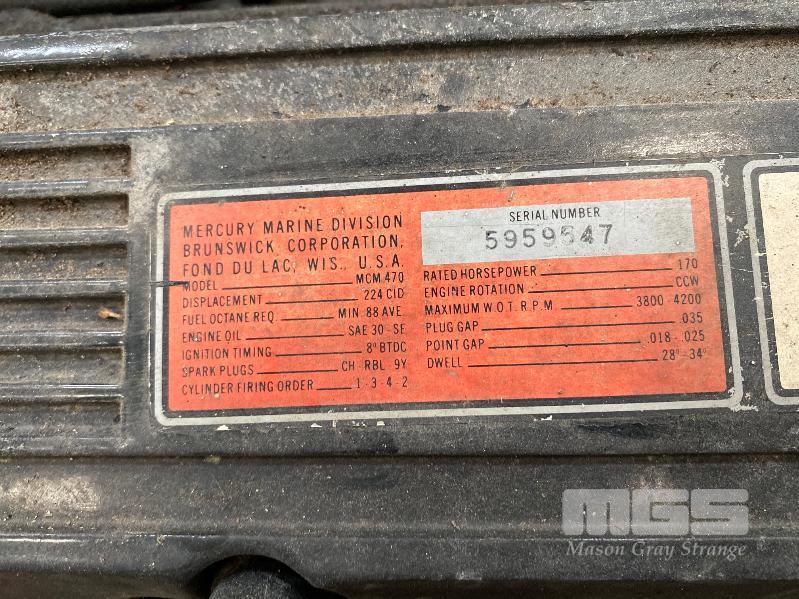 MERCURY MARINE DIVISION
BRUNSWICK CORPORATION,
FOND DU LAC, WIS., U.S.A.
MODEL MCM 470
DISPLACEMENT 224 CID
FUEL OCTANE REQ. MIN. 88 AVE.
ENGINE OIL SAE 30-SE
IGNITION TIMING 8° BTDC
SPARK PLUGS CH-RBL-9Y
CYLINDER FIRING ORDER 1-3-4-2
SERIAL NUMBER
RATED HORSEPOWER 170
ENGINE ROTATION CCW
MAXIMUM W.O.T. R.P.M 3800-4200
PLUG GAP .035
POINT GAP .018-.025
DWELL 28°-34°
MGS
Mason Gray Strange